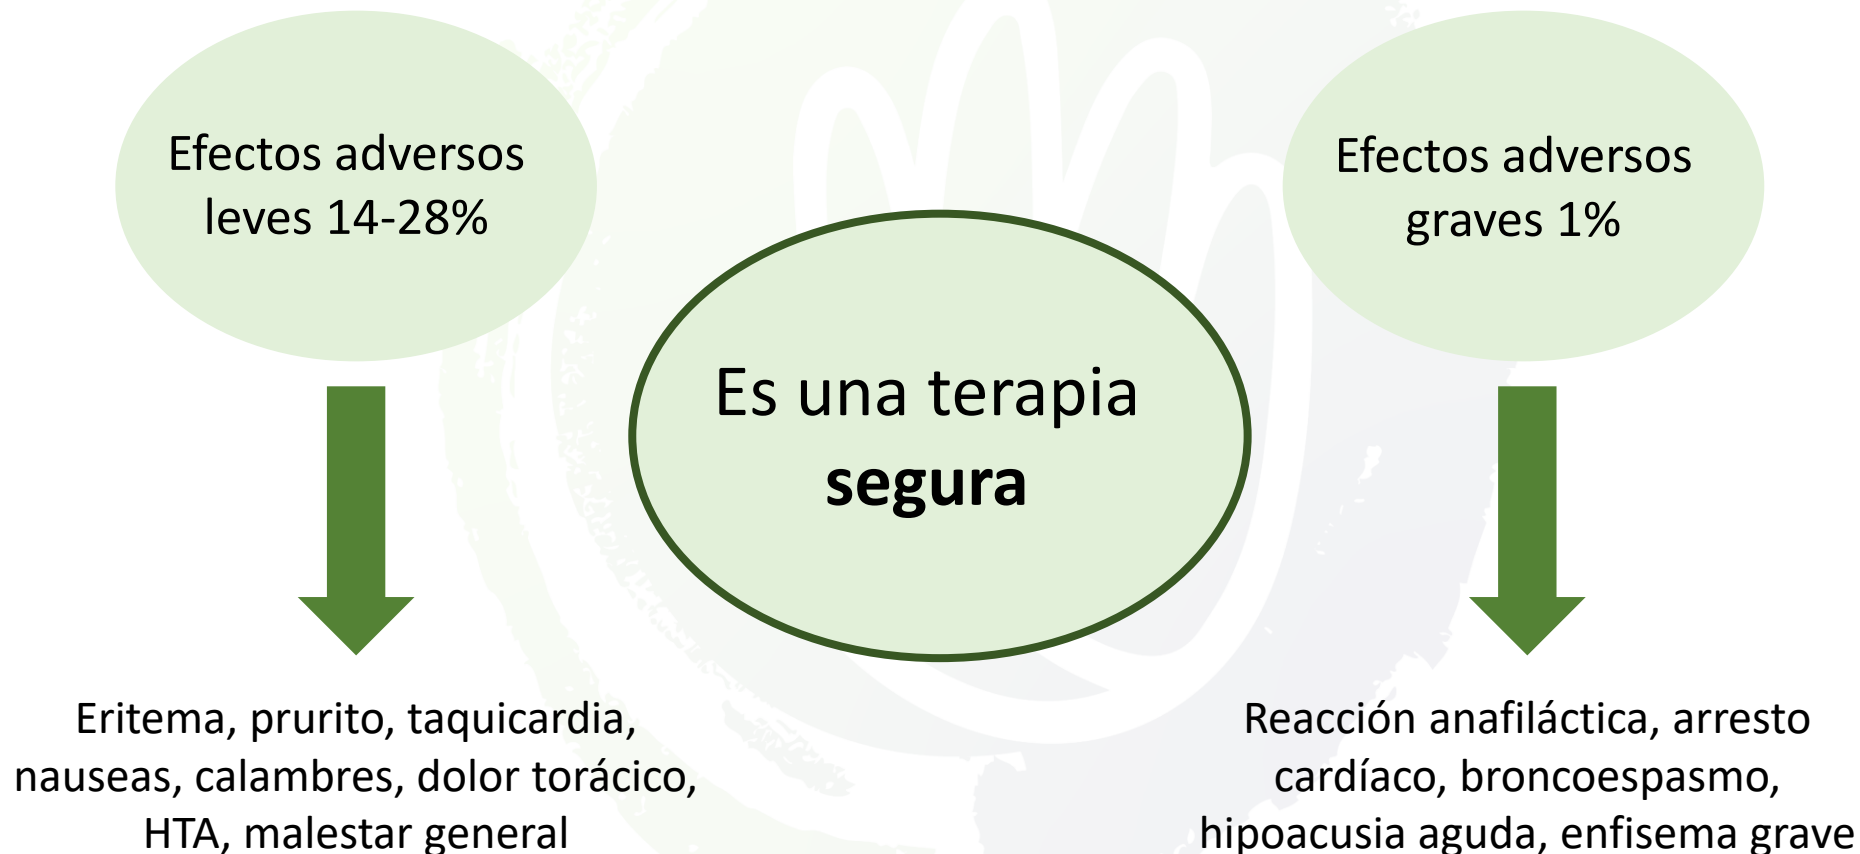 Efectos adversos
leves 14-28%
Efectos adversos
graves 1%
Es una terapia
segura
Eritema, prurito, taquicardia,
nauseas, calambres, dolor torácico,
HTA, malestar general
Reacción anafiláctica, arresto
cardíaco, broncoespasmo,
hipoacusia aguda, enfisema grave